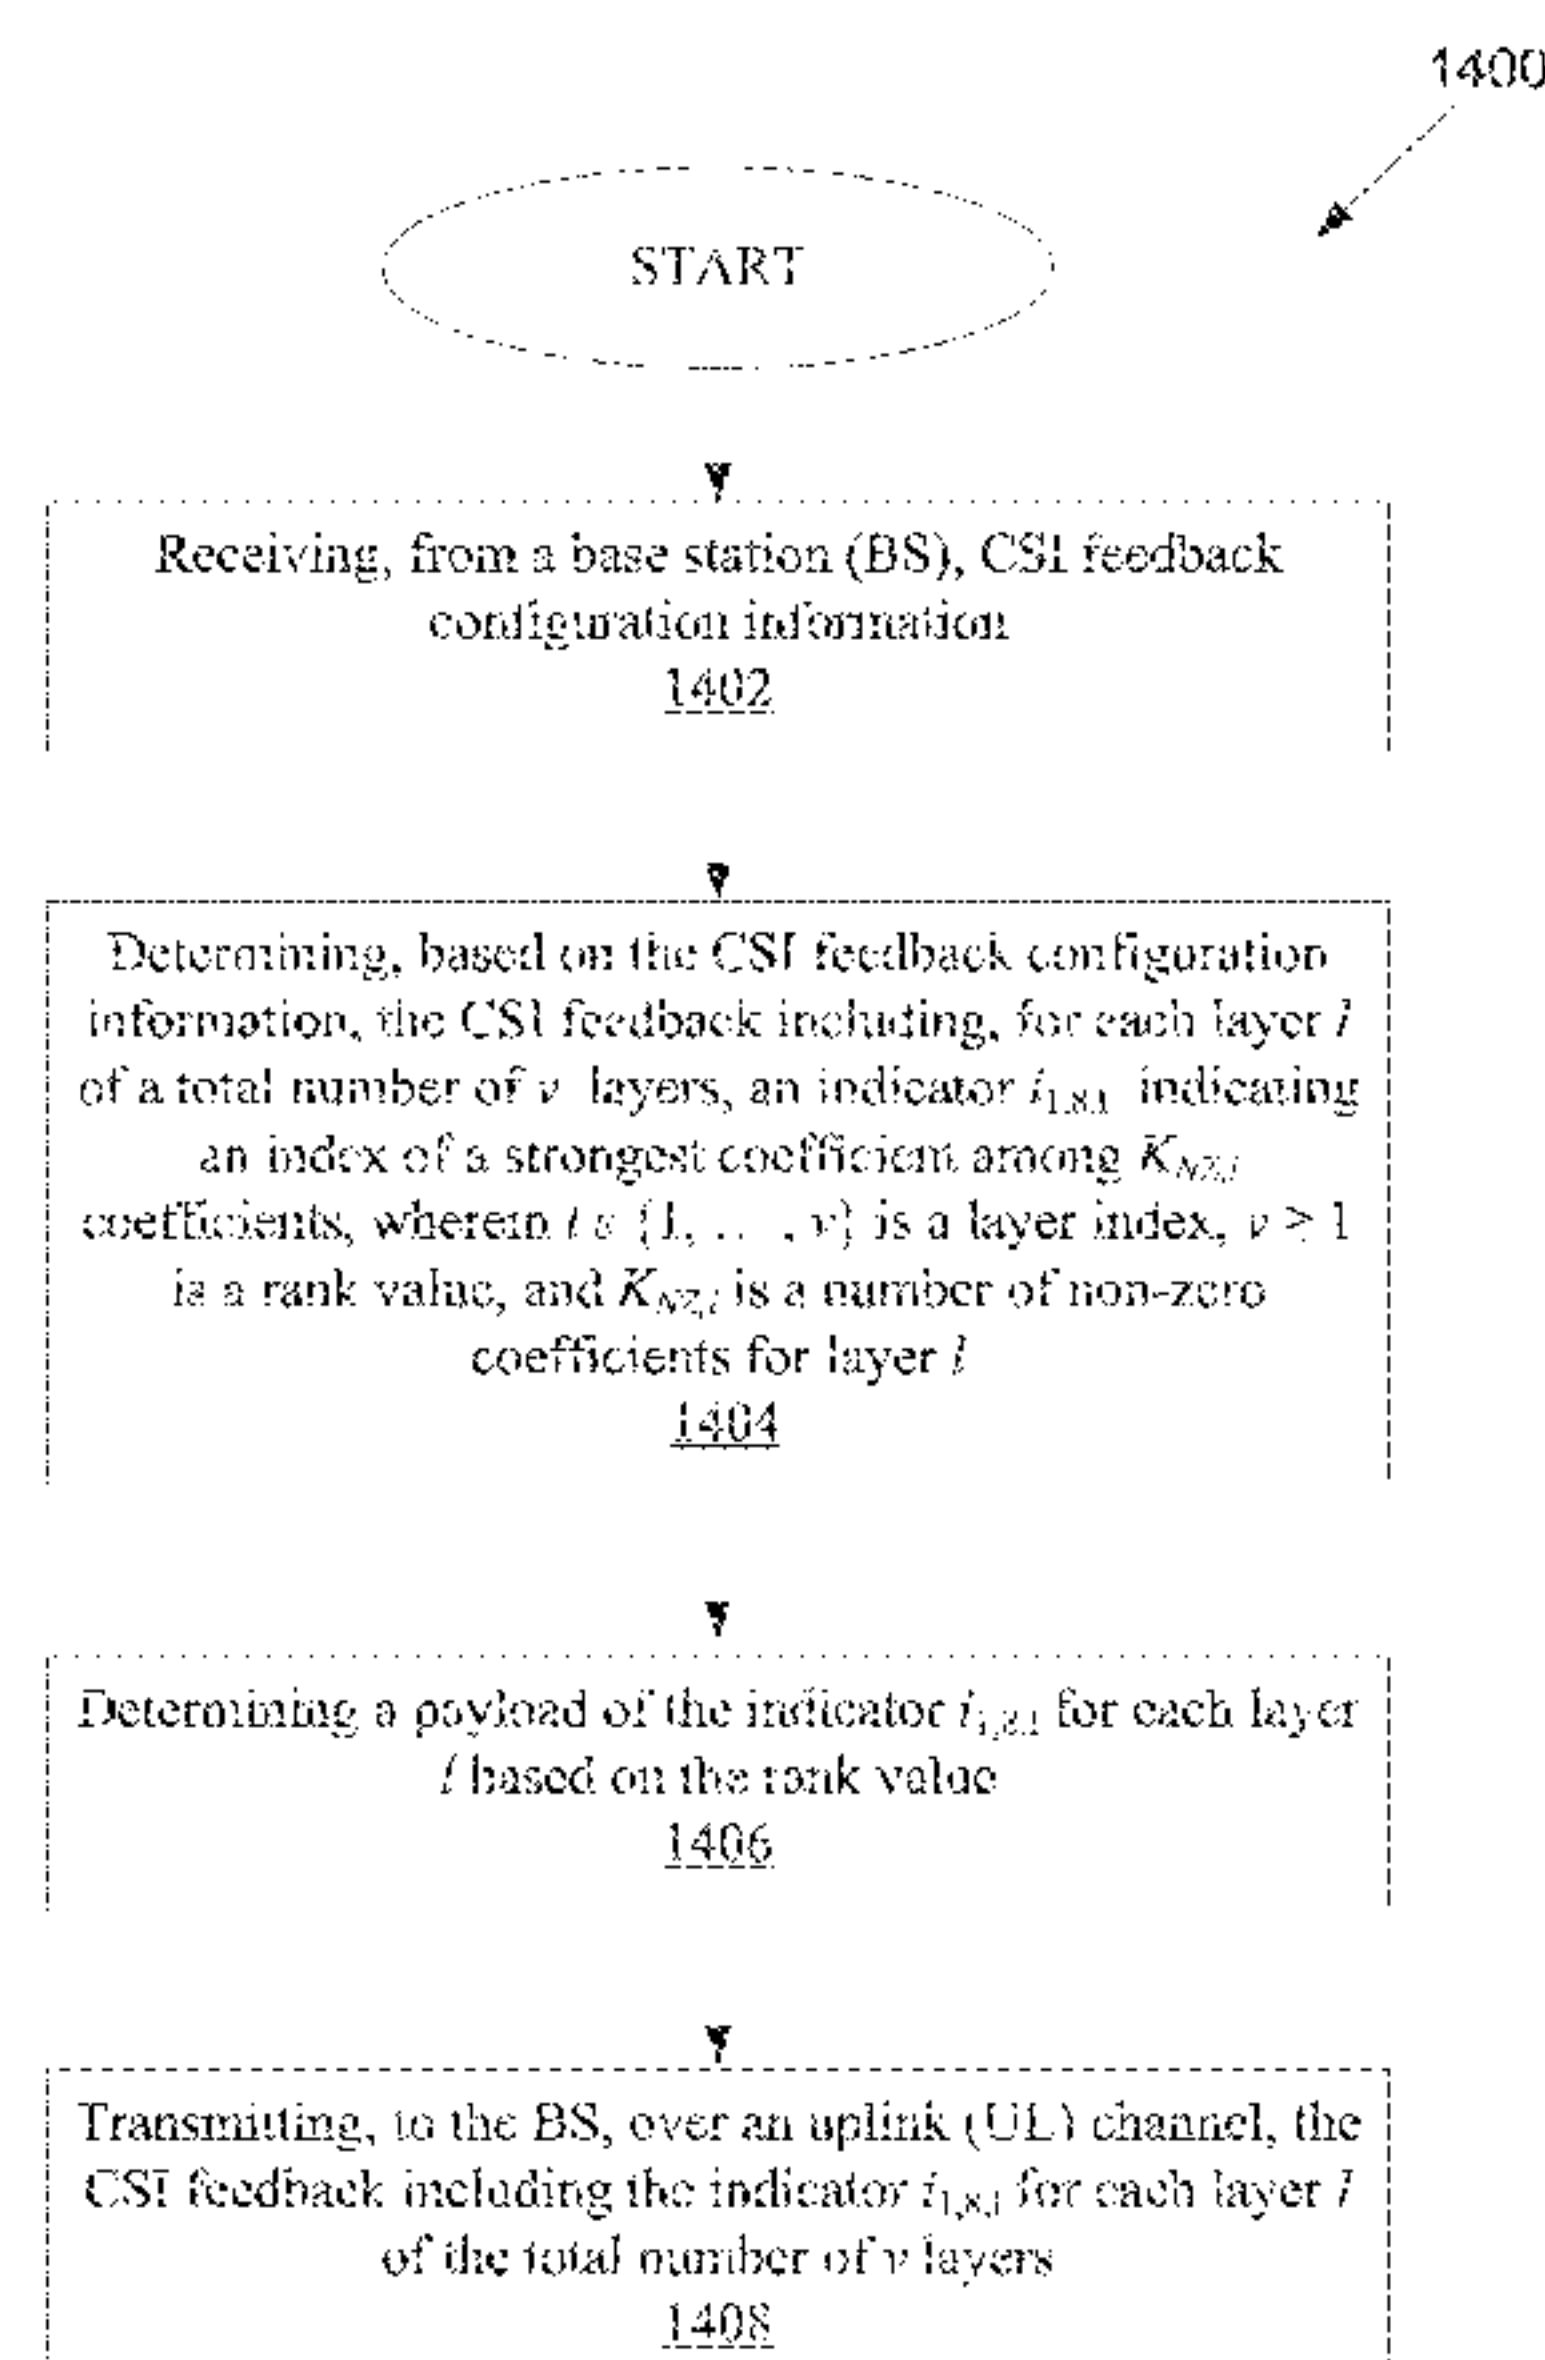 1400
START
Receiving, from a base station (BS), CSI feedback
configuration information
1402
Determining, based on the CSI feedback configuration
information, the CSI feedback including, for each layer l
of a total number of v layers, an indicator i1,8,l indicating
an index of a strongest coefficient among KNZ,l
coefficients, wherein l ∈ {1, ... , v} is a layer index, v ≥ 1
is a rank value, and KNZ,l is a number of non-zero
coefficients for layer l
1404
Determining a payload of the indicator i1,8,l for each layer
l based on the rank value
1406
Transmitting, to the BS, over an uplink (UL) channel, the
CSI feedback including the indicator i1,8,l for each layer l
of the total number of v layers
1408